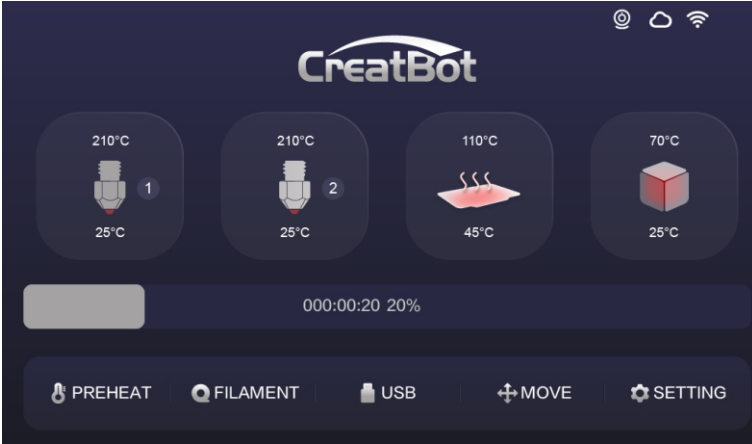 CreatBot
210°C
210°C
110°C
70°C
1
2
25°C
25°C
45°C
25°C
000:00:20 20%
PREHEAT
FILAMENT
USB
MOVE
SETTING